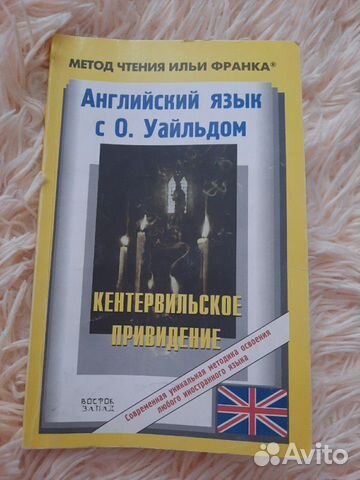 МЕТОД ЧТЕНИЯ ИЛЬИ ФРАНКА®
Английский язык
с О. Уайльдом
КЕНТЕРВИЛЬСКОЕ
ПРИВИДЕНИЕ
Современная уникальная методика освоения
любого иностранного языка
ВОСТОК
ЗАПАД
Avito